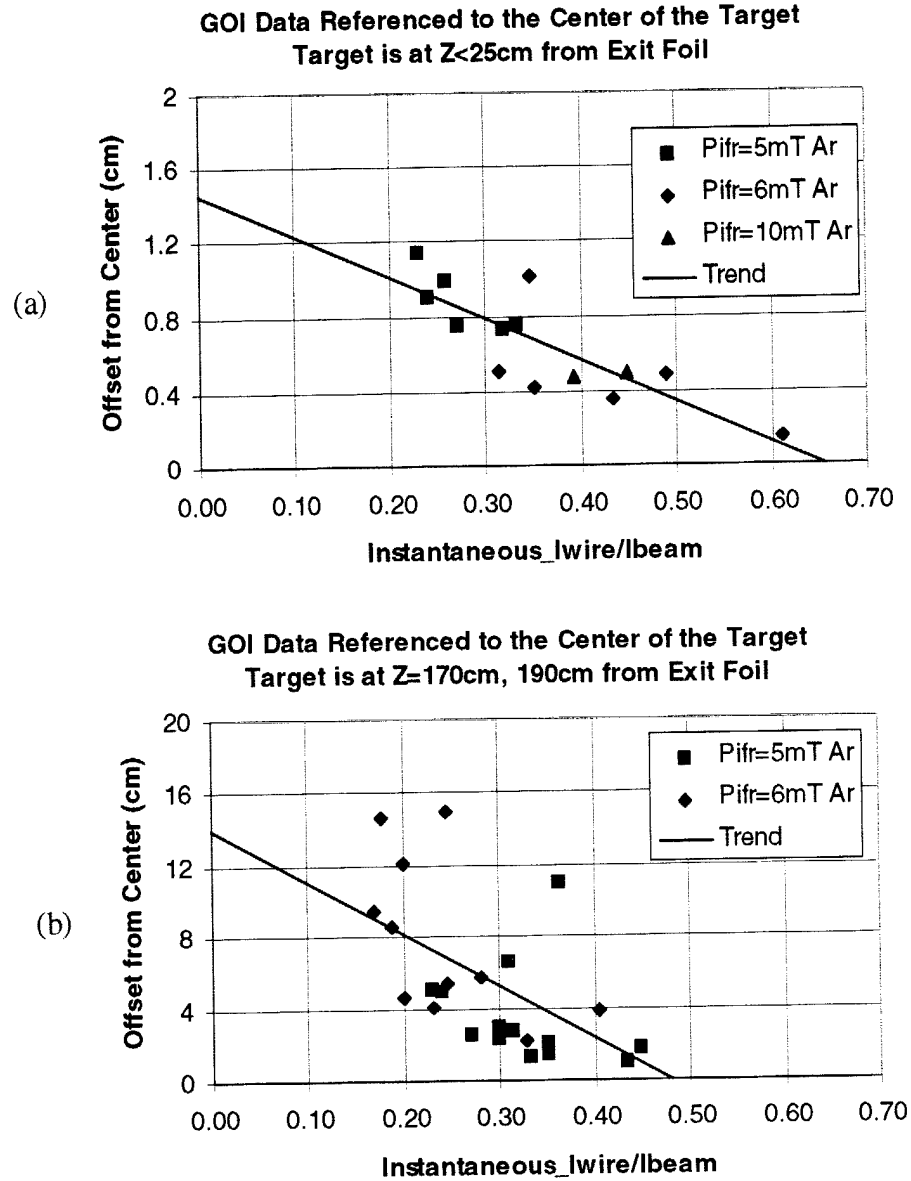 GOI Data Referenced to the Center of the Target
Target is at Z<25cm from Exit Foil
(a)
Offset from Center (cm)
2
1.6
1.2
0.8
0.4
0
Pifr=5mT Ar
Pifr=6mT Ar
Pifr=10mT Ar
Trend
0.00 0.10 0.20 0.30 0.40 0.50 0.60 0.70
Instantaneous_Iwire/Ibeam
GOI Data Referenced to the Center of the Target
Target is at Z=170cm, 190cm from Exit Foil
(b)
Offset from Center (cm)
20
16
12
8
4
0
Pifr=5mT Ar
Pifr=6mT Ar
Trend
0.00 0.10 0.20 0.30 0.40 0.50 0.60 0.70
Instantaneous_Iwire/Ibeam